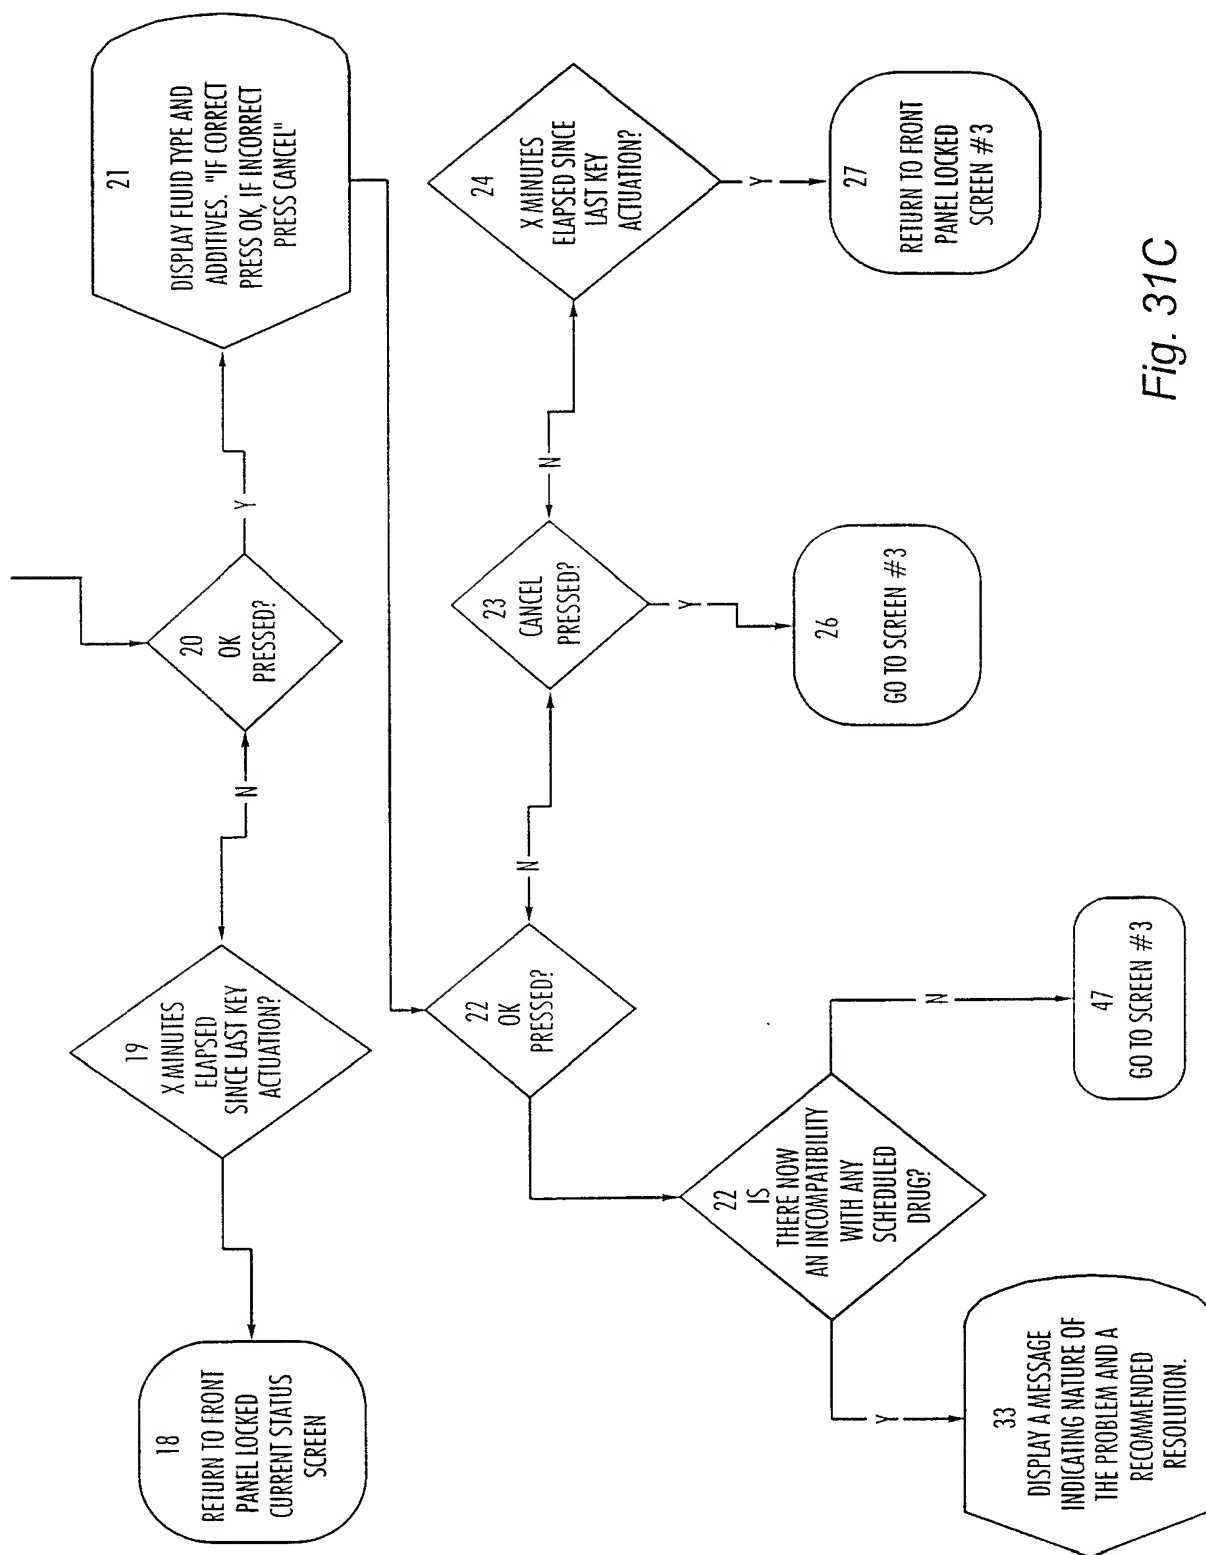 18
RETURN TO FRONT
PANEL LOCKED
CURRENT STATUS
SCREEN
19
X MINUTES
ELAPSED
SINCE LAST KEY
ACTUATION?
N
20
OK
PRESSED?
Y
21
DISPLAY FLUID TYPE AND
ADDITIVES. "IF CORRECT
PRESS OK, IF INCORRECT
PRESS CANCEL"
22
OK
PRESSED?
N
23
CANCEL
PRESSED?
N
24
X MINUTES
ELAPSED SINCE
LAST KEY
ACTUATION?
Y
27
RETURN TO FRONT
PANEL LOCKED
SCREEN #3
Y
26
GO TO SCREEN #3
22
IS
THERE NOW
AN INCOMPATIBILITY
WITH ANY
SCHEDULED
DRUG?
N
47
GO TO SCREEN #3
Y
33
DISPLAY A MESSAGE
INDICATING NATURE OF
THE PROBLEM AND A
RECOMMENDED
RESOLUTION.
Fig. 31C